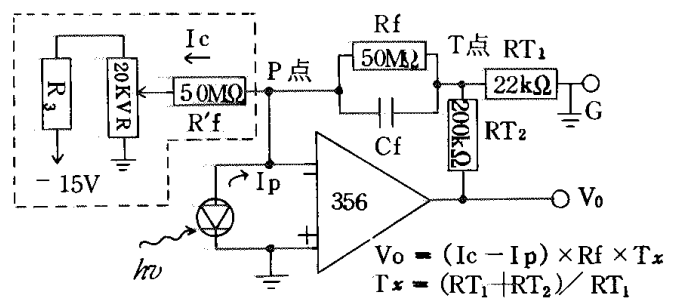 Ic
R₃
20KVR
50MΩ
R'f
－15V
P点
Rf
50MΩ
Cf
T点
RT₁
22kΩ
G
200kΩ
RT₂
Ip
356
－
＋
V₀
hν
Vo = (Ic－Ip)×Rf×Tx
Tx = (RT₁＋RT₂)／RT₁